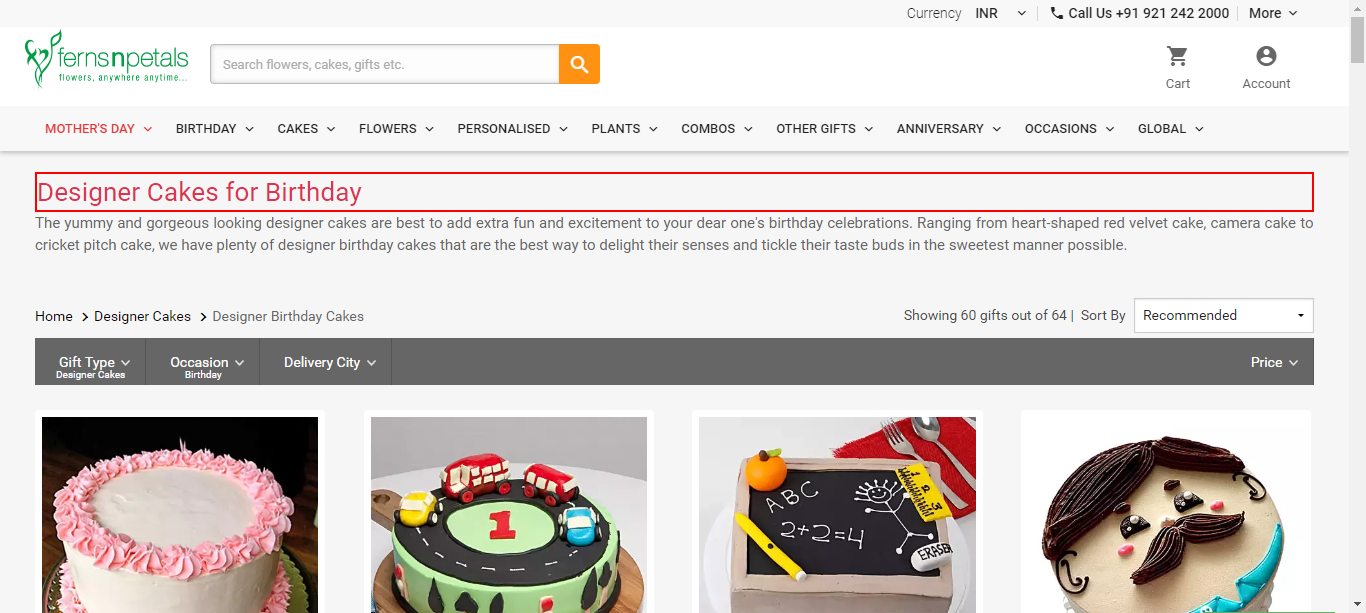 Currency INR Call Us +91 921 242 2000 More
fernsnpetals
flowers, anywhere anytime...
Search flowers, cakes, gifts etc.
Cart Account
MOTHER'S DAY BIRTHDAY CAKES FLOWERS PERSONALISED PLANTS COMBOS OTHER GIFTS ANNIVERSARY OCCASIONS GLOBAL
Designer Cakes for Birthday
The yummy and gorgeous looking designer cakes are best to add extra fun and excitement to your dear one's birthday celebrations. Ranging from heart-shaped red velvet cake, camera cake to
cricket pitch cake, we have plenty of designer birthday cakes that are the best way to delight their senses and tickle their taste buds in the sweetest manner possible.
Home Designer Cakes Designer Birthday Cakes
Showing 60 gifts out of 64 | Sort By Recommended
Gift Type Occasion Delivery City Price
Designer Cakes Birthday
1
ABC
2+2=4
ERASER